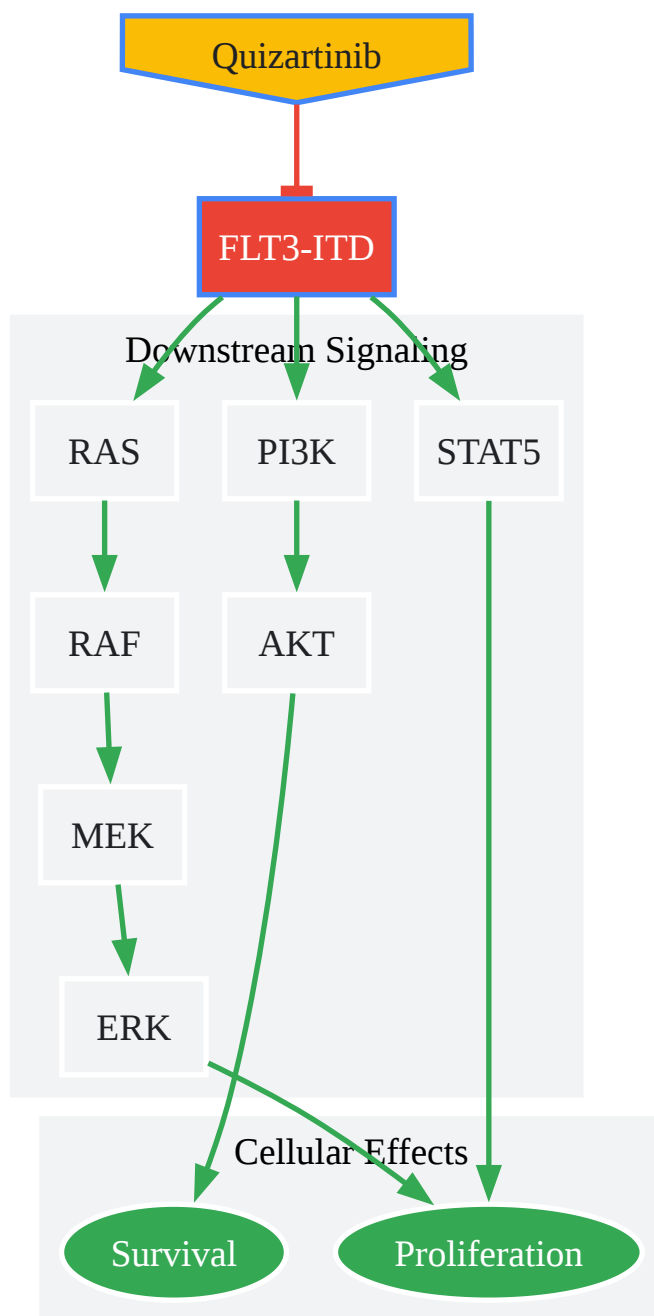 Quizartinib
FLT3-ITD
Downstream Signaling
RAS
PI3K
STAT5
RAF
AKT
MEK
ERK
Cellular Effects
Survival
Proliferation